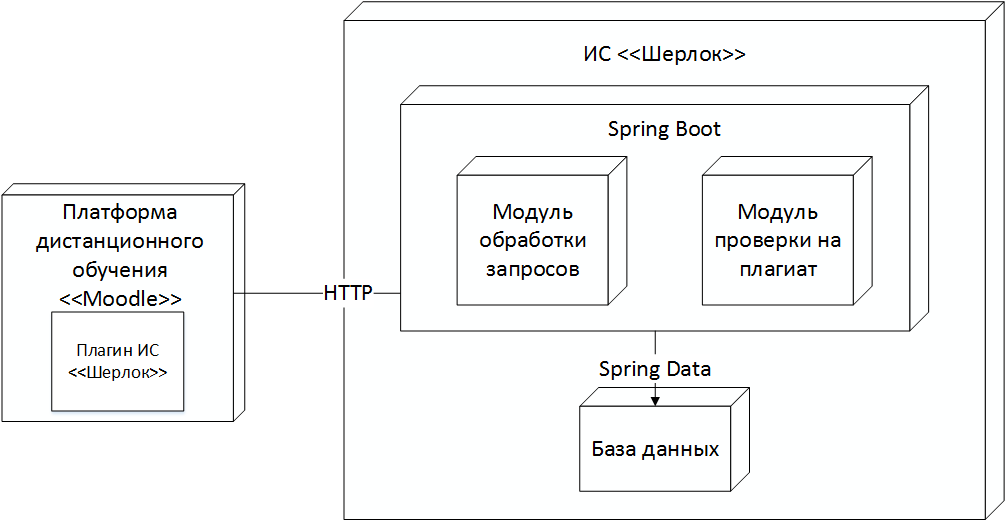 ИС <<Шерлок>>
Spring Boot
Модуль
обработки
запросов
Модуль
проверки на
плагиат
Платформа
дистанционного
обучения
<<Moodle>>
Плагин ИС
<<Шерлок>>
HTTP
Spring Data
База данных